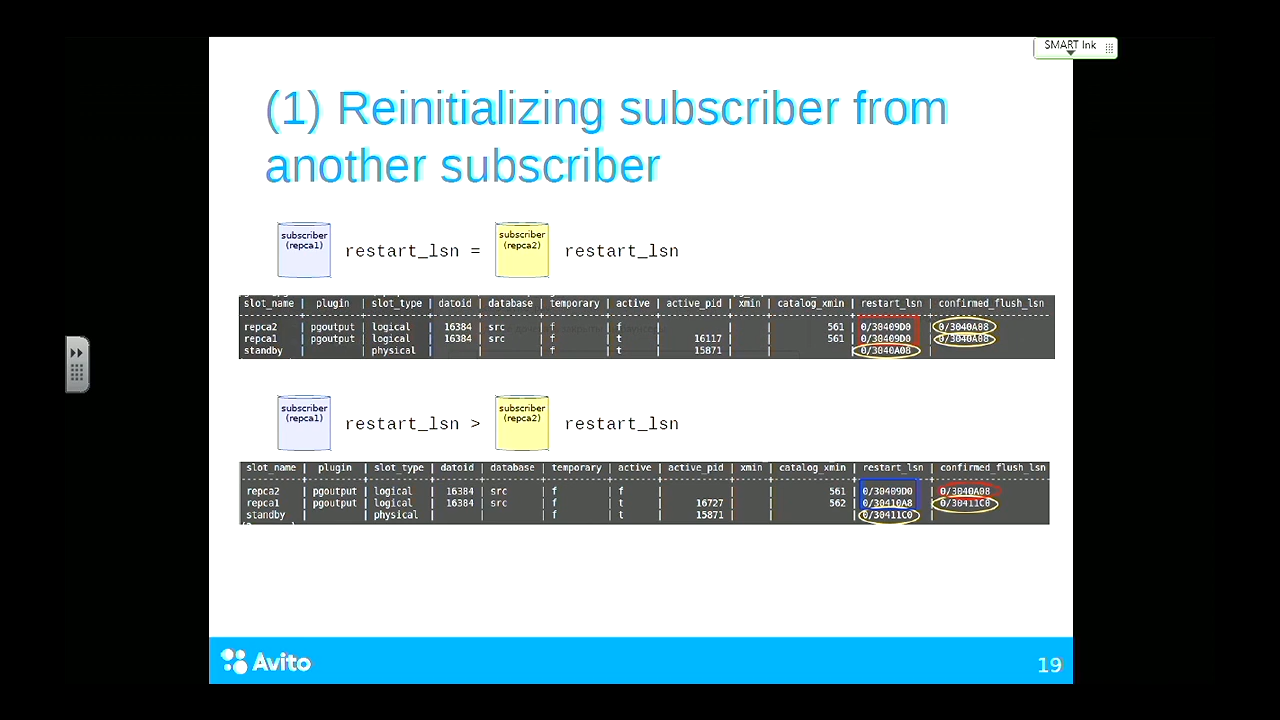 SMART Ink
(1) Reinitializing subscriber from
another subscriber
subscriber
(repca1)
restart_lsn =
subscriber
(repca2)
restart_lsn
slot_name | plugin | slot_type | datoid | database | temporary | active | active_pid | xmin | catalog_xmin | restart_lsn | confirmed_flush_lsn
repca2 | pgoutput | logical | 16384 | src | f | f | | | 561 | 0/30409D0 | 0/3040A08
repca1 | pgoutput | logical | 16384 | src | f | t | 16117 | | 561 | 0/30409D0 | 0/3040A08
standby | | physical | | | f | t | 15871 | | | 0/3040A08 |
subscriber
(repca1)
restart_lsn >
subscriber
(repca2)
restart_lsn
slot_name | plugin | slot_type | datoid | database | temporary | active | active_pid | xmin | catalog_xmin | restart_lsn | confirmed_flush_lsn
repca2 | pgoutput | logical | 16384 | src | f | f | | | 561 | 0/30409D0 | 0/3040A08
repca1 | pgoutput | logical | 16384 | src | f | t | 16727 | | 562 | 0/30410A8 | 0/30411C0
standby | | physical | | | f | t | 15871 | | | 0/30411C0 |
Avito
19